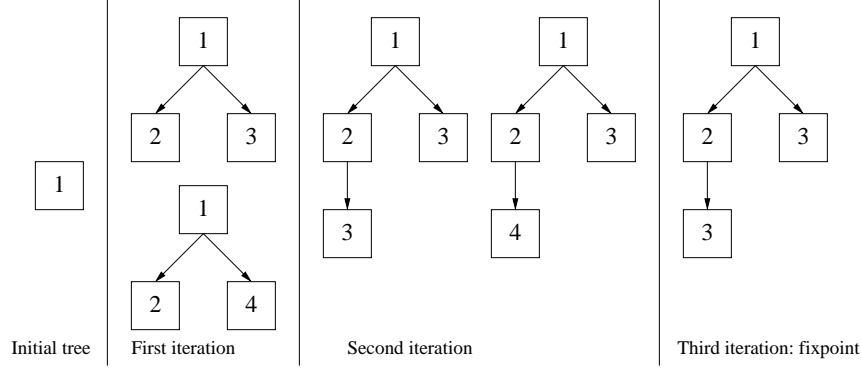 1
1
2 3
1
2 4
1 1
2 3 2 3
3 4
1
2 3
3
Initial tree
First iteration
Second iteration
Third iteration: fixpoint